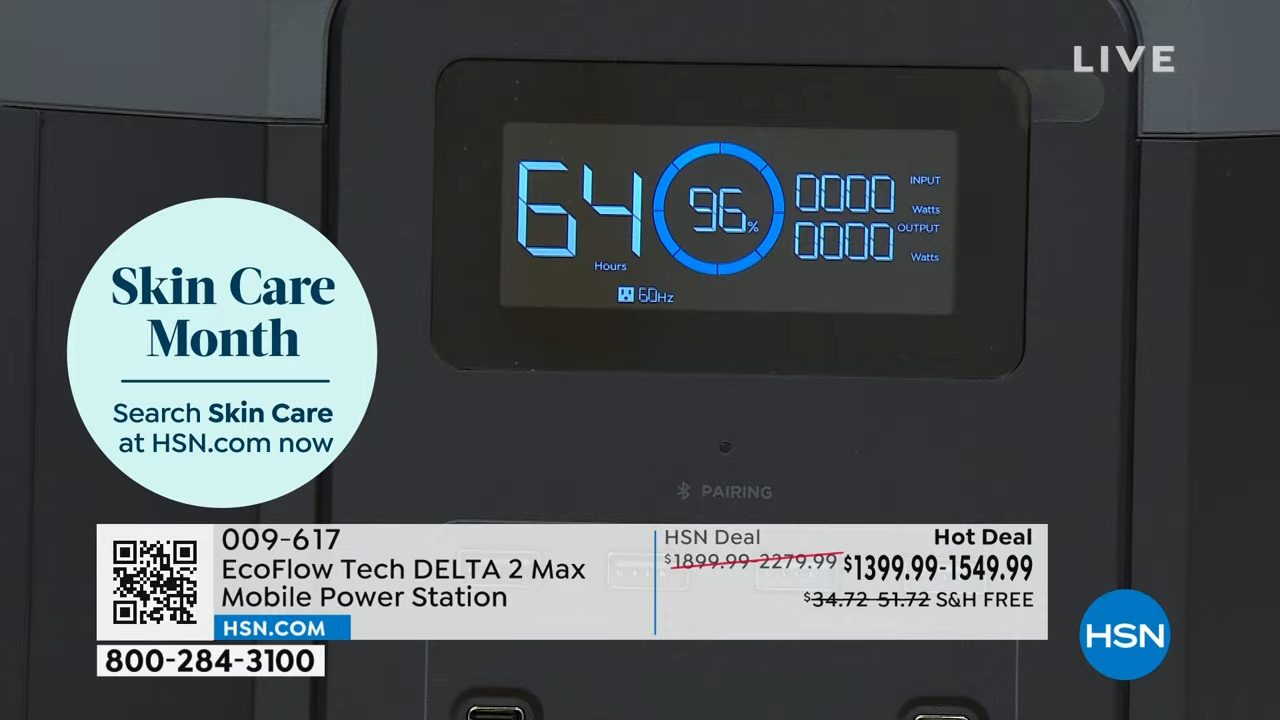 LIVE
64
Hours
96%
0000
INPUT
Watts
0000
OUTPUT
Watts
60Hz
Skin Care
Month
Search Skin Care
at HSN.com now
PAIRING
009-617
EcoFlow Tech DELTA 2 Max
Mobile Power Station
HSN.COM
HSN Deal
$1899.99-2279.99
Hot Deal
$1399.99-1549.99
$34.72-51.72 S&H FREE
800-284-3100
HSN